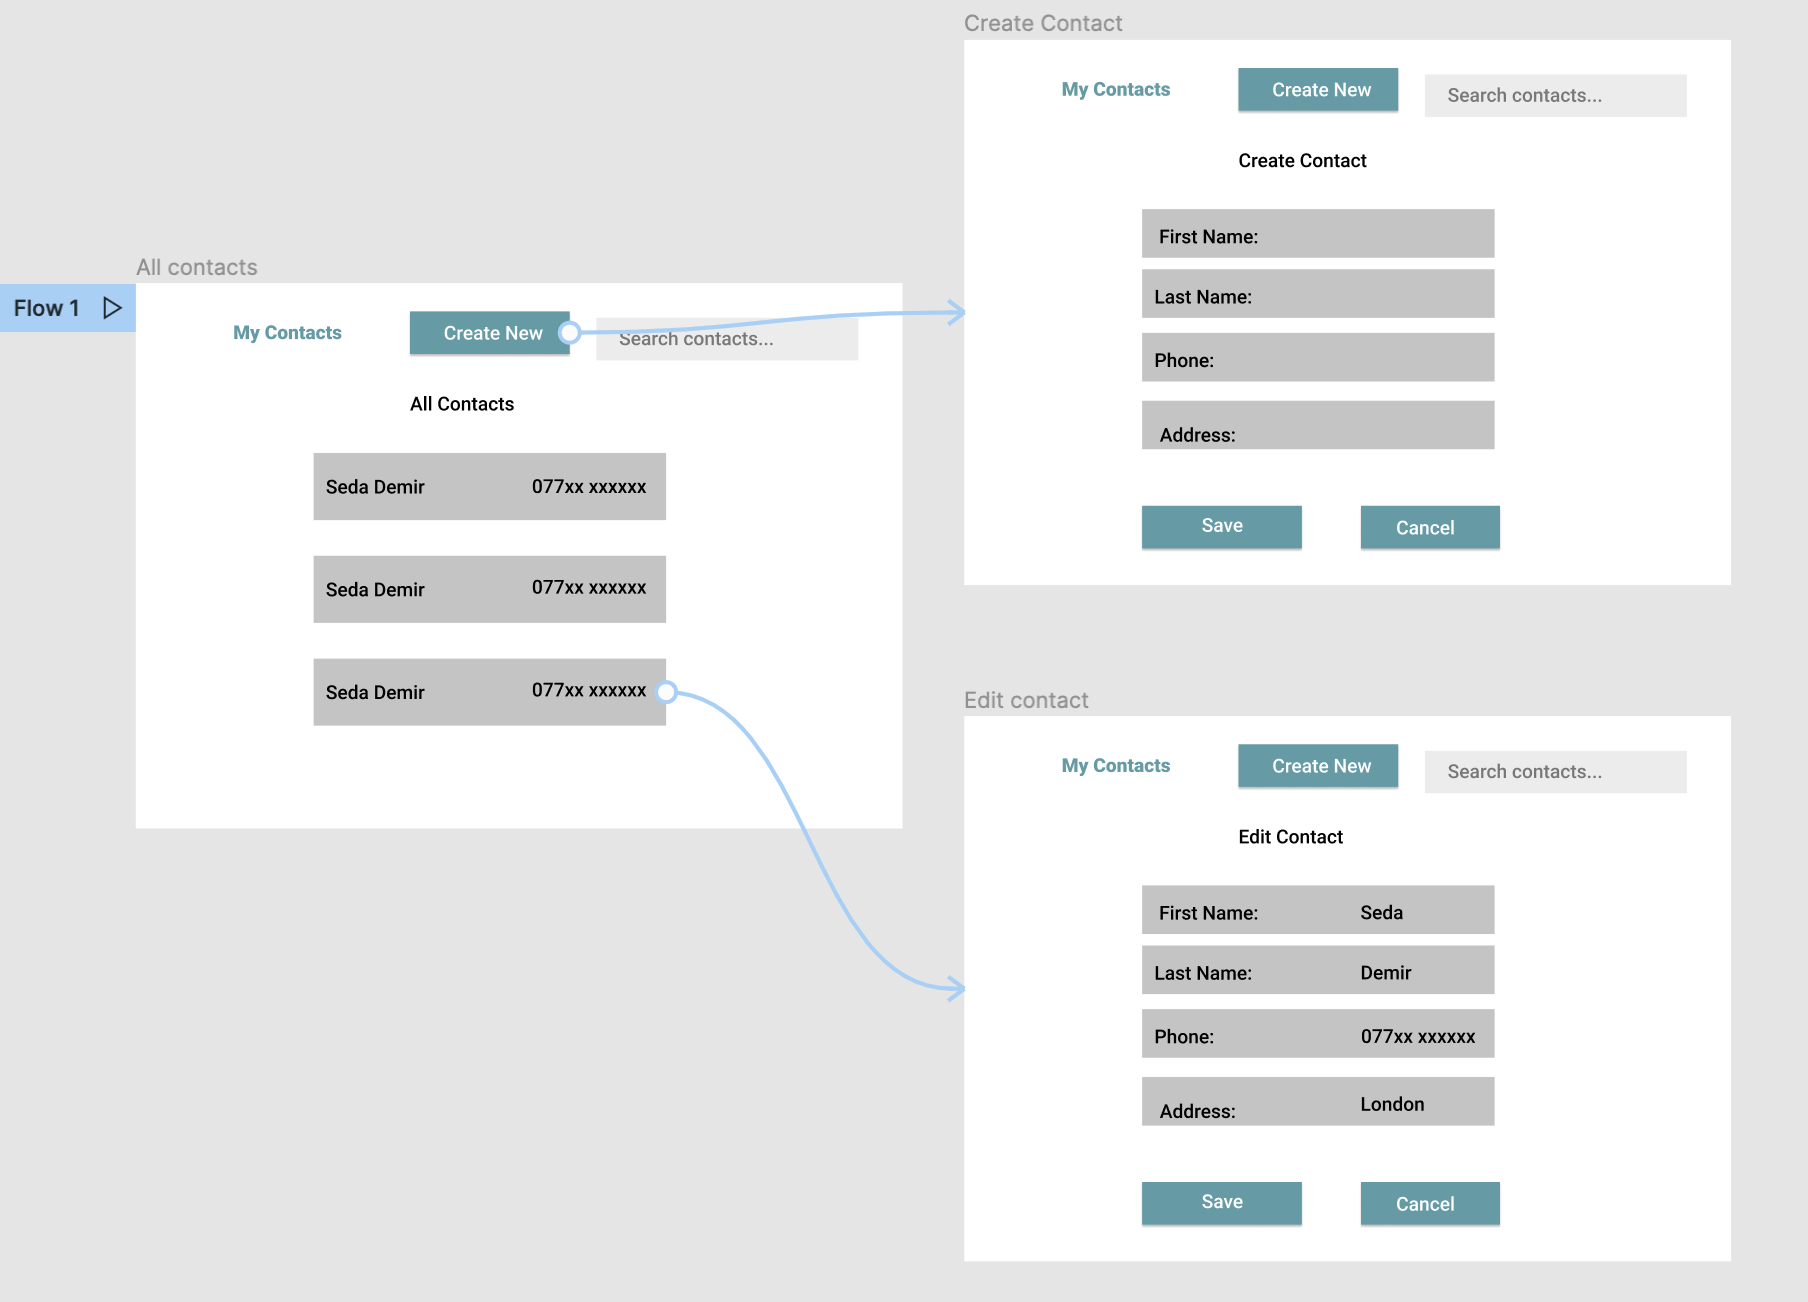 Create Contact
My Contacts Create New Search contacts...
Create Contact
First Name:
Last Name:
Phone:
Address:
Save Cancel
All contacts
Flow 1
My Contacts Create New Search contacts...
All Contacts
Seda Demir 077xx xxxxxx
Seda Demir 077xx xxxxxx
Seda Demir 077xx xxxxxx
Edit contact
My Contacts Create New Search contacts...
Edit Contact
First Name: Seda
Last Name: Demir
Phone: 077xx xxxxxx
Address: London
Save Cancel